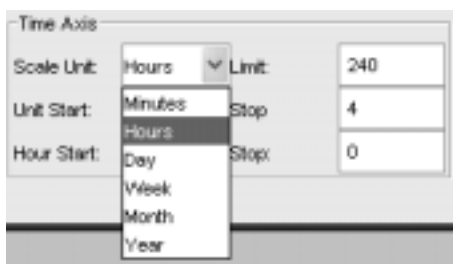 Time Axis
Scale Unit: Hours Limit: 240
Unit Start: Minutes Stop 4
Hours
Hour Start: Day Stop: 0
Week
Month
Year